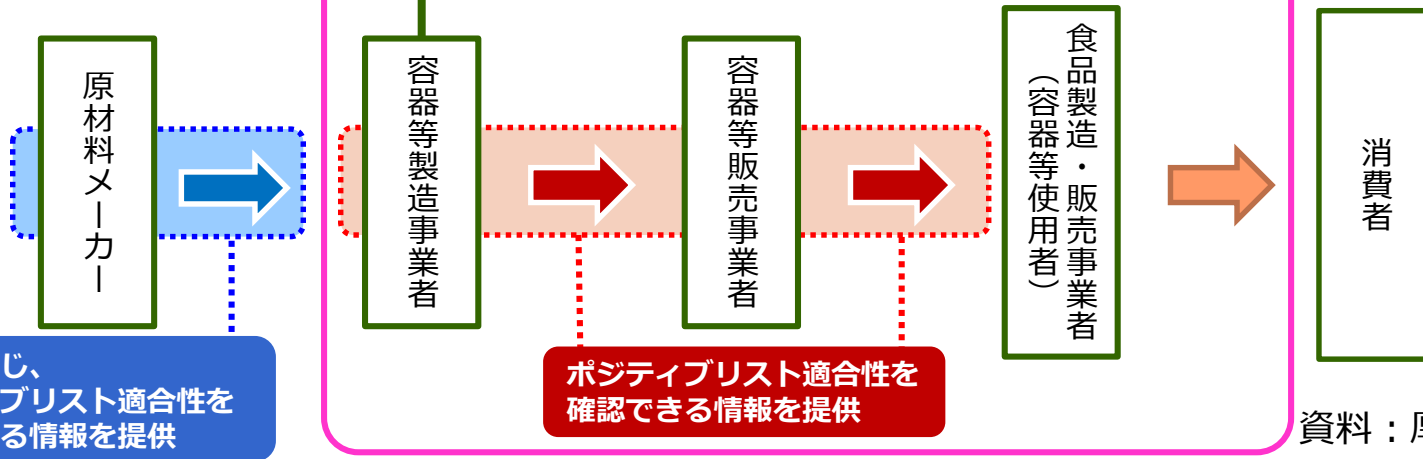 原材料メーカー
容器等製造事業者
容器等販売事業者
食品製造・販売事業者
（容器等使用者）
消費者
じ、
ブリスト適合性を
る情報を提供
ポジティブリスト適合性を
確認できる情報を提供
資料：厚